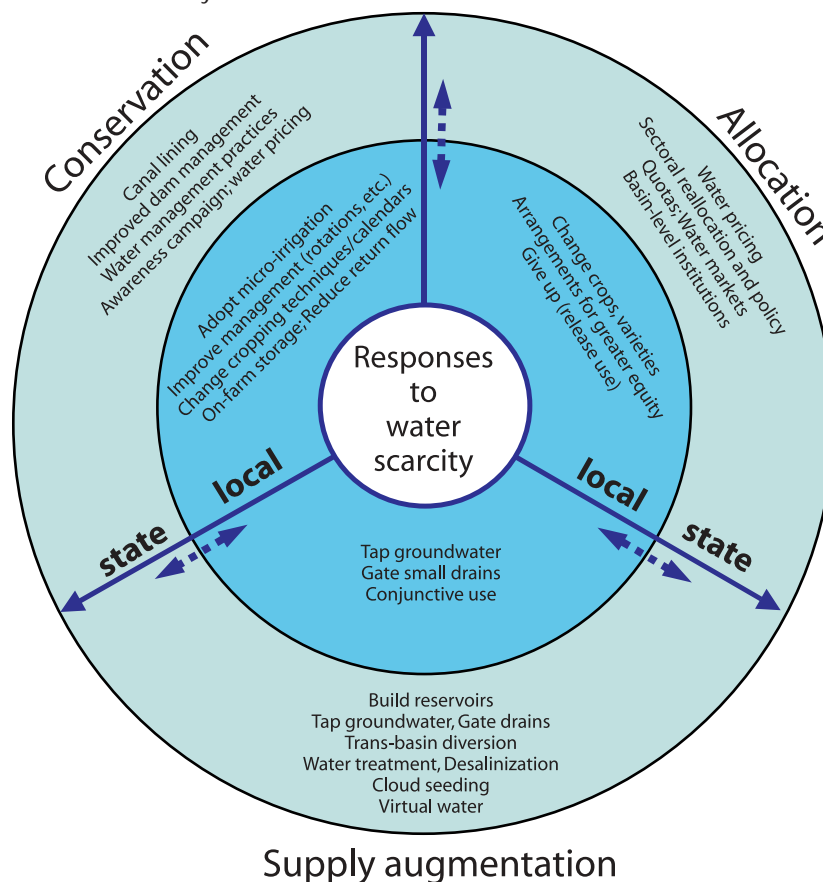 Conservation
Canal lining
Improved dam management
Water management practices
Awareness campaign; water pricing
Adopt micro-irrigation
Improve management (rotations, etc.)
Change cropping techniques/calendars
On-farm storage; Reduce return flow
Allocation
Water pricing
Sectoral reallocation and policy
Quotas; Water markets
Basin-level institutions
Change crops, varieties
Arrangements for greater equity
Give up (release use)
Responses
to
water
scarcity
local
state
local
state
Tap groundwater
Gate small drains
Conjunctive use
Build reservoirs
Tap groundwater, Gate drains
Trans-basin diversion
Water treatment, Desalinization
Cloud seeding
Virtual water
Supply augmentation